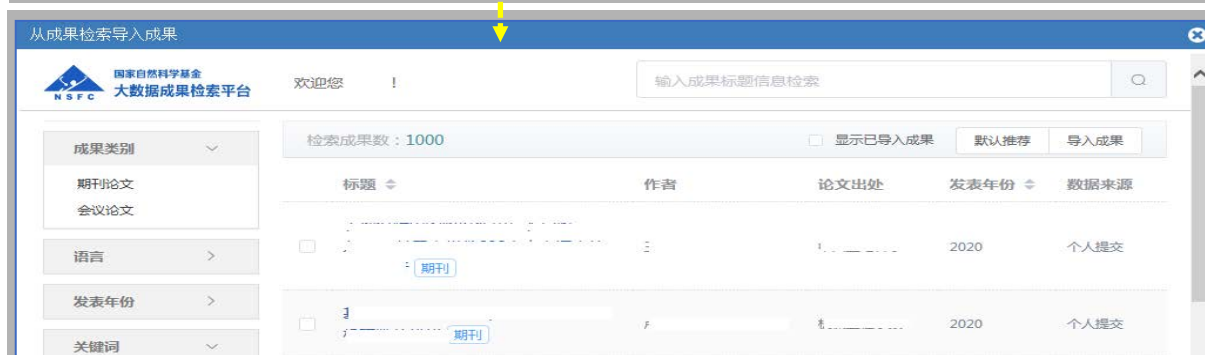 从成果检索导入成果
NSFC
国家自然科学基金
大数据成果检索平台
欢迎您 !
输入成果标题信息检索
成果类别
期刊论文
会议论文
语言
发表年份
关键词
检索成果数：1000
显示已导入成果 默认推荐 导入成果
标题 作者 论文出处 发表年份 数据来源
期刊 2020 个人提交
期刊 2020 个人提交